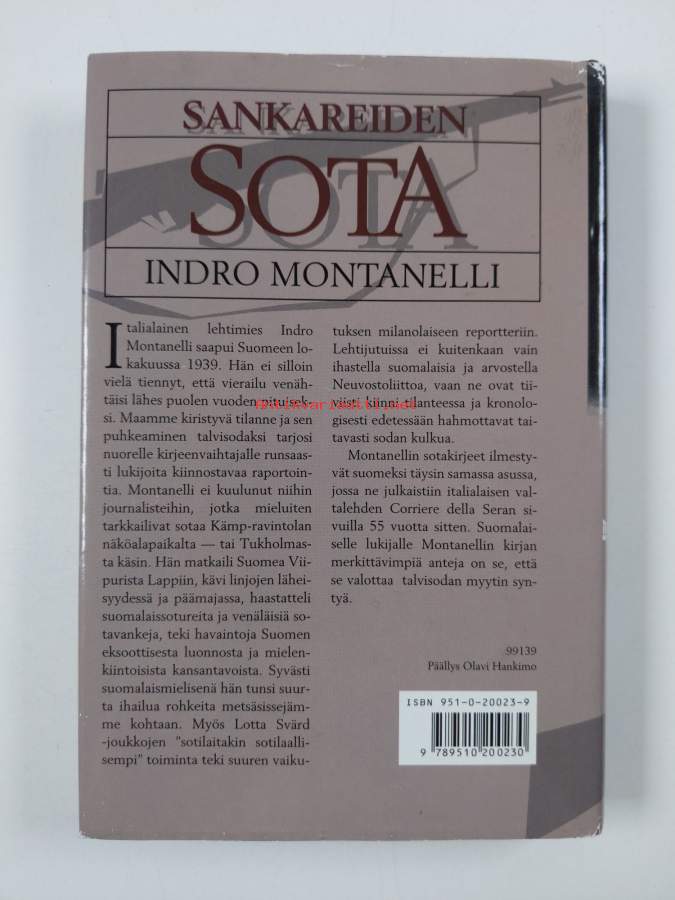 SANKAREIDEN
SOTA
INDRO MONTANELLI
Italialainen lehtimies Indro
Montanelli saapui Suomeen lo-
kakuussa 1939. Hän ei silloin
vielä tiennyt, että vierailu venäh-
täisi lähes puolen vuoden pituisek-
si. Maamme kiristyvä tilanne ja sen
puhkeaminen talvisodaksi tarjosi
nuorelle kirjeenvaihtajalle runsaas-
ti lukijoita kiinnostavaa raportoin-
tia. Montanelli ei kuulunut niihin
journalisteihin, jotka mieluiten
tarkkailivat sotaa Kämp-ravintolan
näköalapaikalta — tai Tukholmas-
ta käsin. Hän matkaili Suomea Vii-
purista Lappiin, kävi linjojen lähei-
syydessä ja päämajassa, haastatteli
suomalaissotureita ja venäläisiä so-
tavankeja, teki havaintoja Suomen
eksoottisesta luonnosta ja mielen-
kiintoisista kansantavoista. Syvästi
suomalaismielisenä hän tunsi suur-
ta ihailua rohkeita metsäsissejäm-
me kohtaan. Myös Lotta Svärd
-joukkojen "sotilaitakin sotilaalli-
sempi" toiminta teki suuren vaiku-
tuksen milanolaiseen reportteriin.
Lehtijutuissa ei kuitenkaan vain
ihastella suomalaisia ja arvostella
Neuvostoliittoa, vaan ne ovat tii-
viisti kiinni tilanteessa ja kronolo-
gisesti edetessään hahmottavat tai-
tavasti sodan kulkua.
Montanellin sotakirjeet ilmesty-
vät suomeksi täysin samassa asussa,
jossa ne julkaistiin italialaisen val-
talehden Corriere della Seran si-
vuilla 55 vuotta sitten. Suomalai-
selle lukijalle Montanellin kirjan
merkittävimpiä anteja on se, että
se valottaa talvisodan myytin syn-
tyä.
99139
Päällys Olavi Hankimo
ISBN 951-0-20023-9
9 789510 200230
Antikvariaatti.net